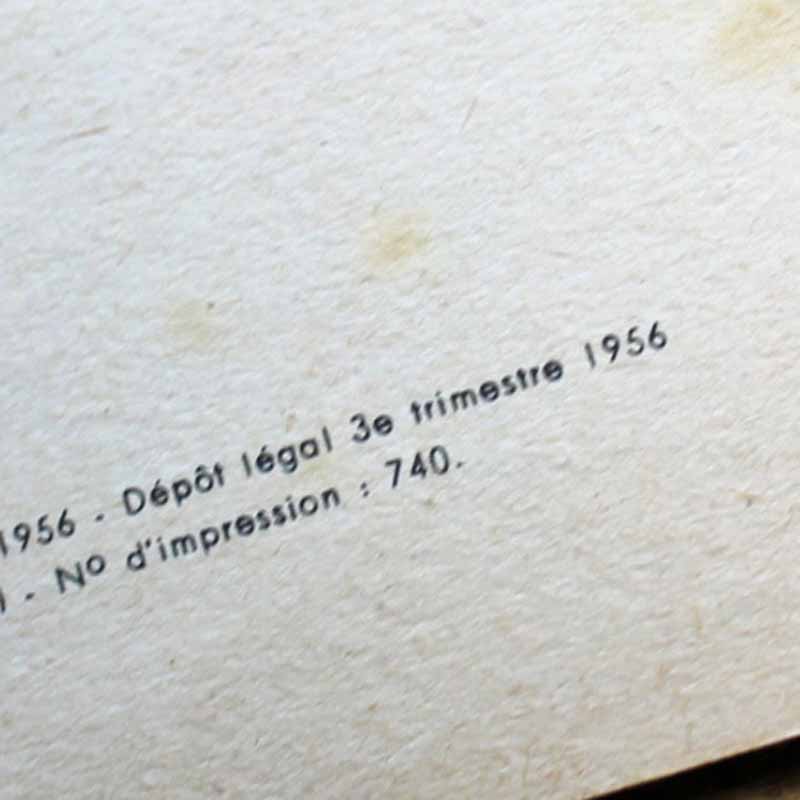 1956 - Dépôt légal 3e trimestre 1956
- No d'impression : 740.